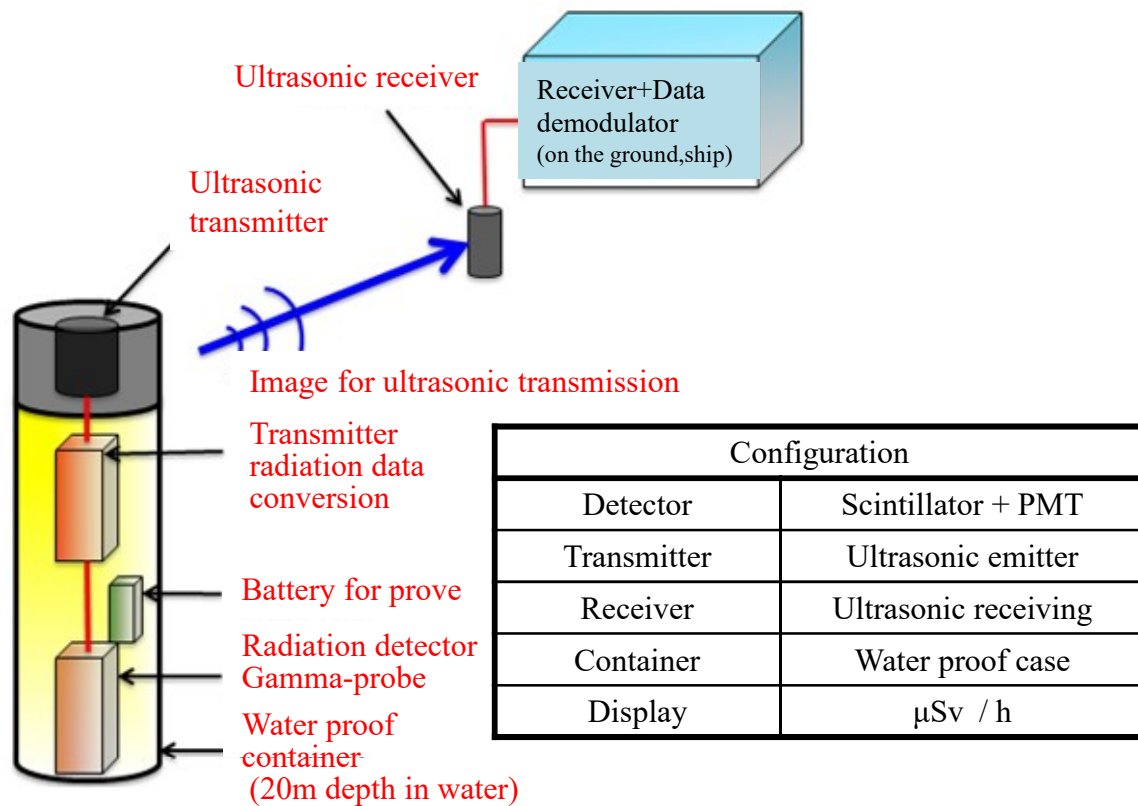 Ultrasonic receiver
Receiver+Data
demodulator
(on the ground,ship)
Ultrasonic
transmitter
Image for ultrasonic transmission
Transmitter
radiation data
conversion
Battery for prove
Radiation detector
Gamma-probe
Water proof
container
(20m depth in water)
Configuration
Detector Scintillator + PMT
Transmitter Ultrasonic emitter
Receiver Ultrasonic receiving
Container Water proof case
Display μSv / h